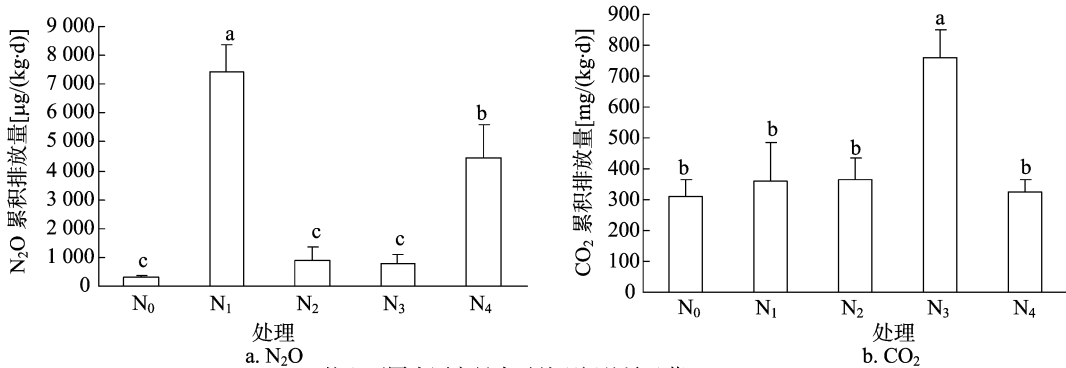 N₂O 累积排放量[μg/(kg·d)]
9 000
8 000
7 000
6 000
5 000
4 000
3 000
2 000
1 000
0
c
a
c
c
b
N₀ N₁ N₂ N₃ N₄
处理
a. N₂O
CO₂ 累积排放量[mg/(kg·d)]
900
800
700
600
500
400
300
200
100
0
b
b
b
a
b
N₀ N₁ N₂ N₃ N₄
处理
b. CO₂